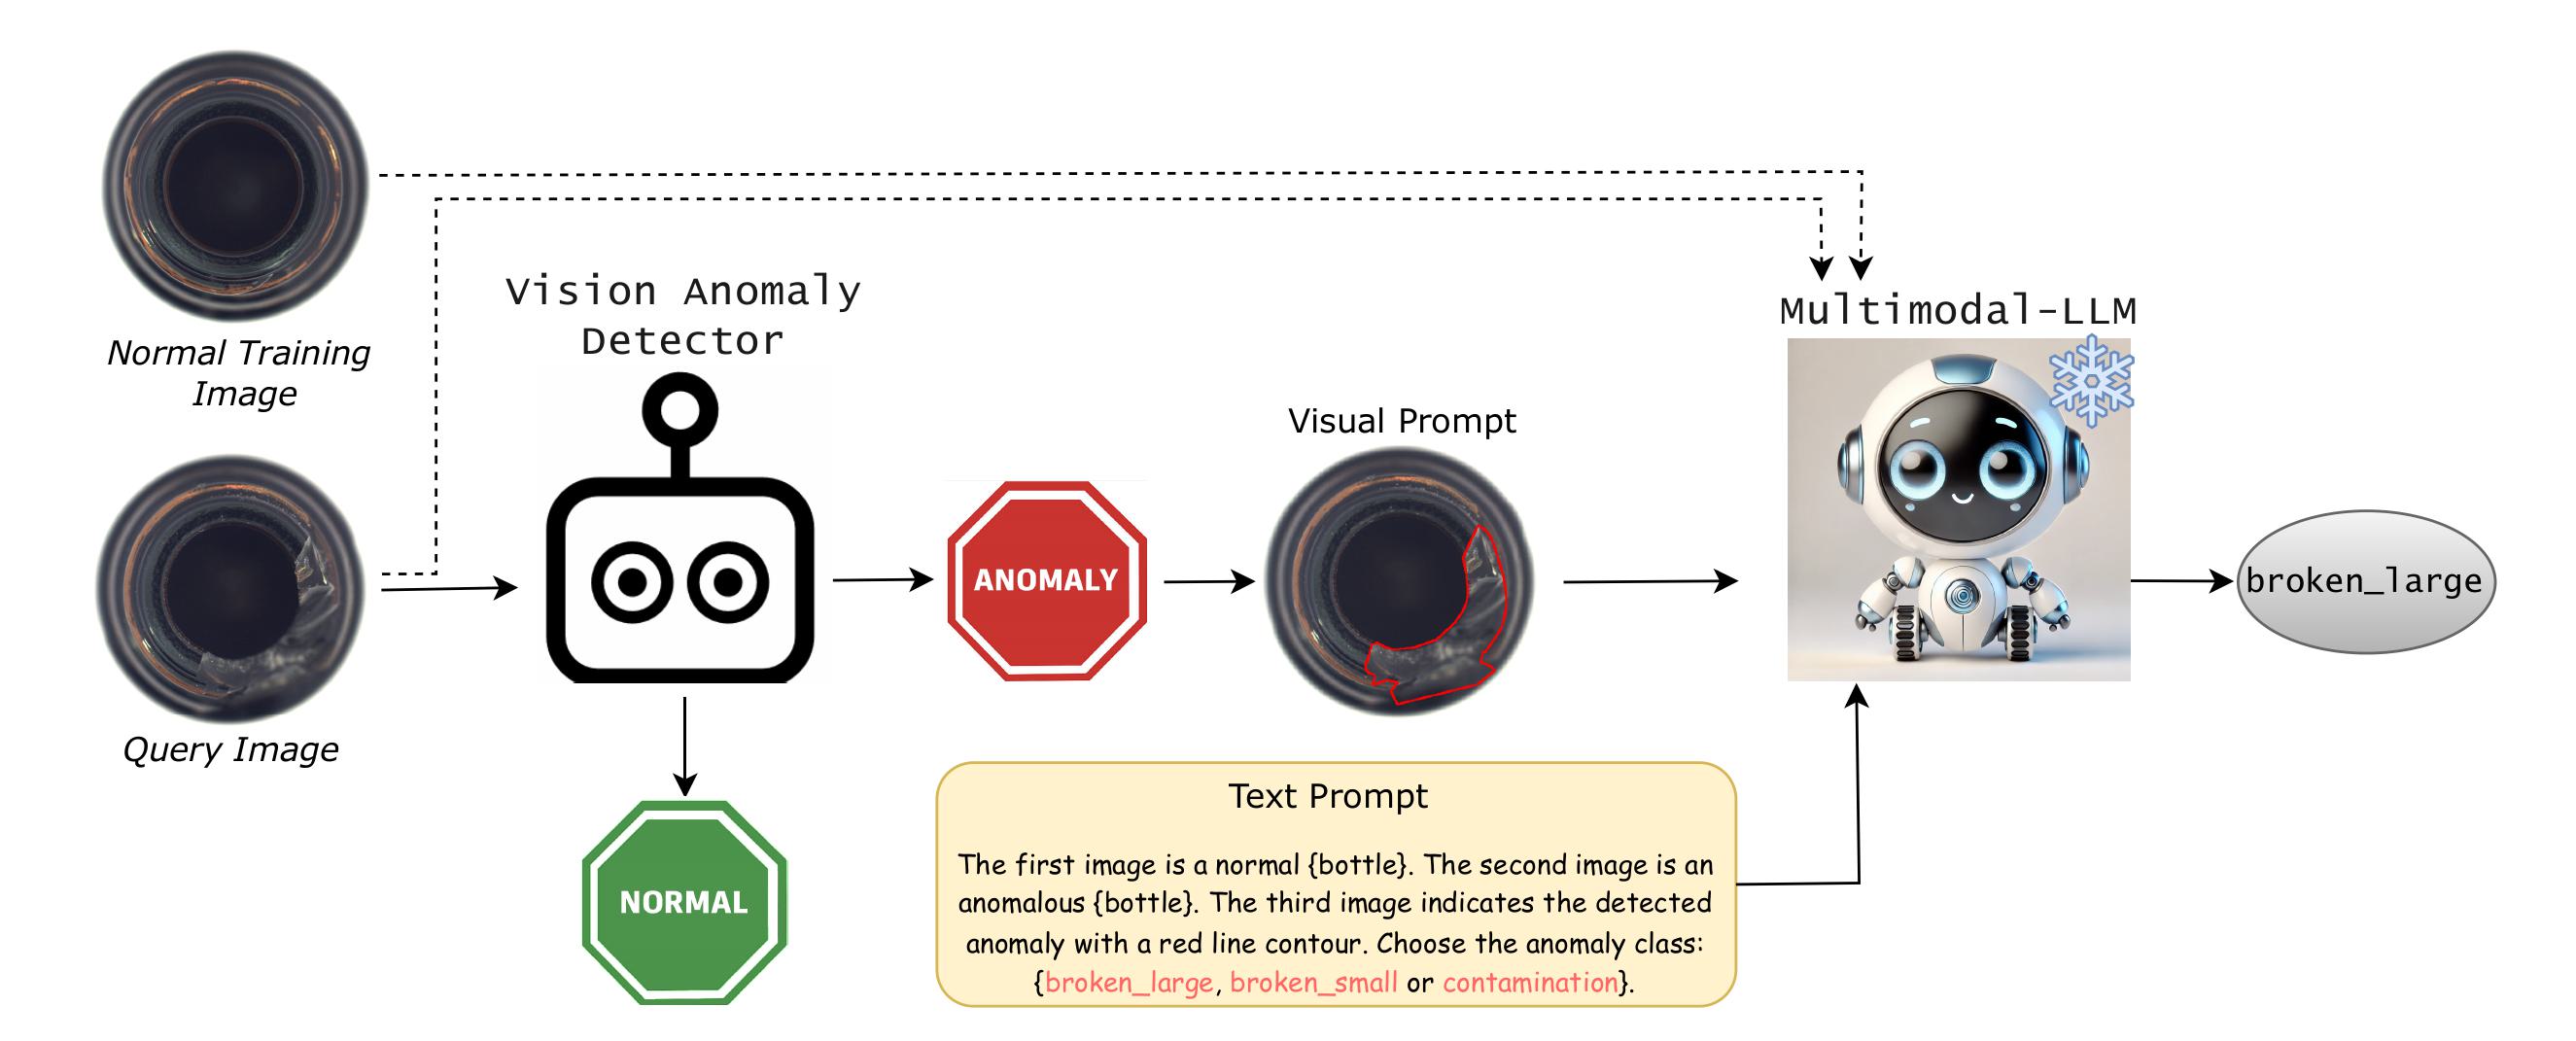 Normal Training
Image
Query Image
Vision Anomaly
Detector
NORMAL
ANOMALY
Visual Prompt
Text Prompt
The first image is a normal {bottle}. The second image is an
anomalous {bottle}. The third image indicates the detected
anomaly with a red line contour. Choose the anomaly class:
{broken_large, broken_small or contamination}.
Multimodal-LLM
broken_large